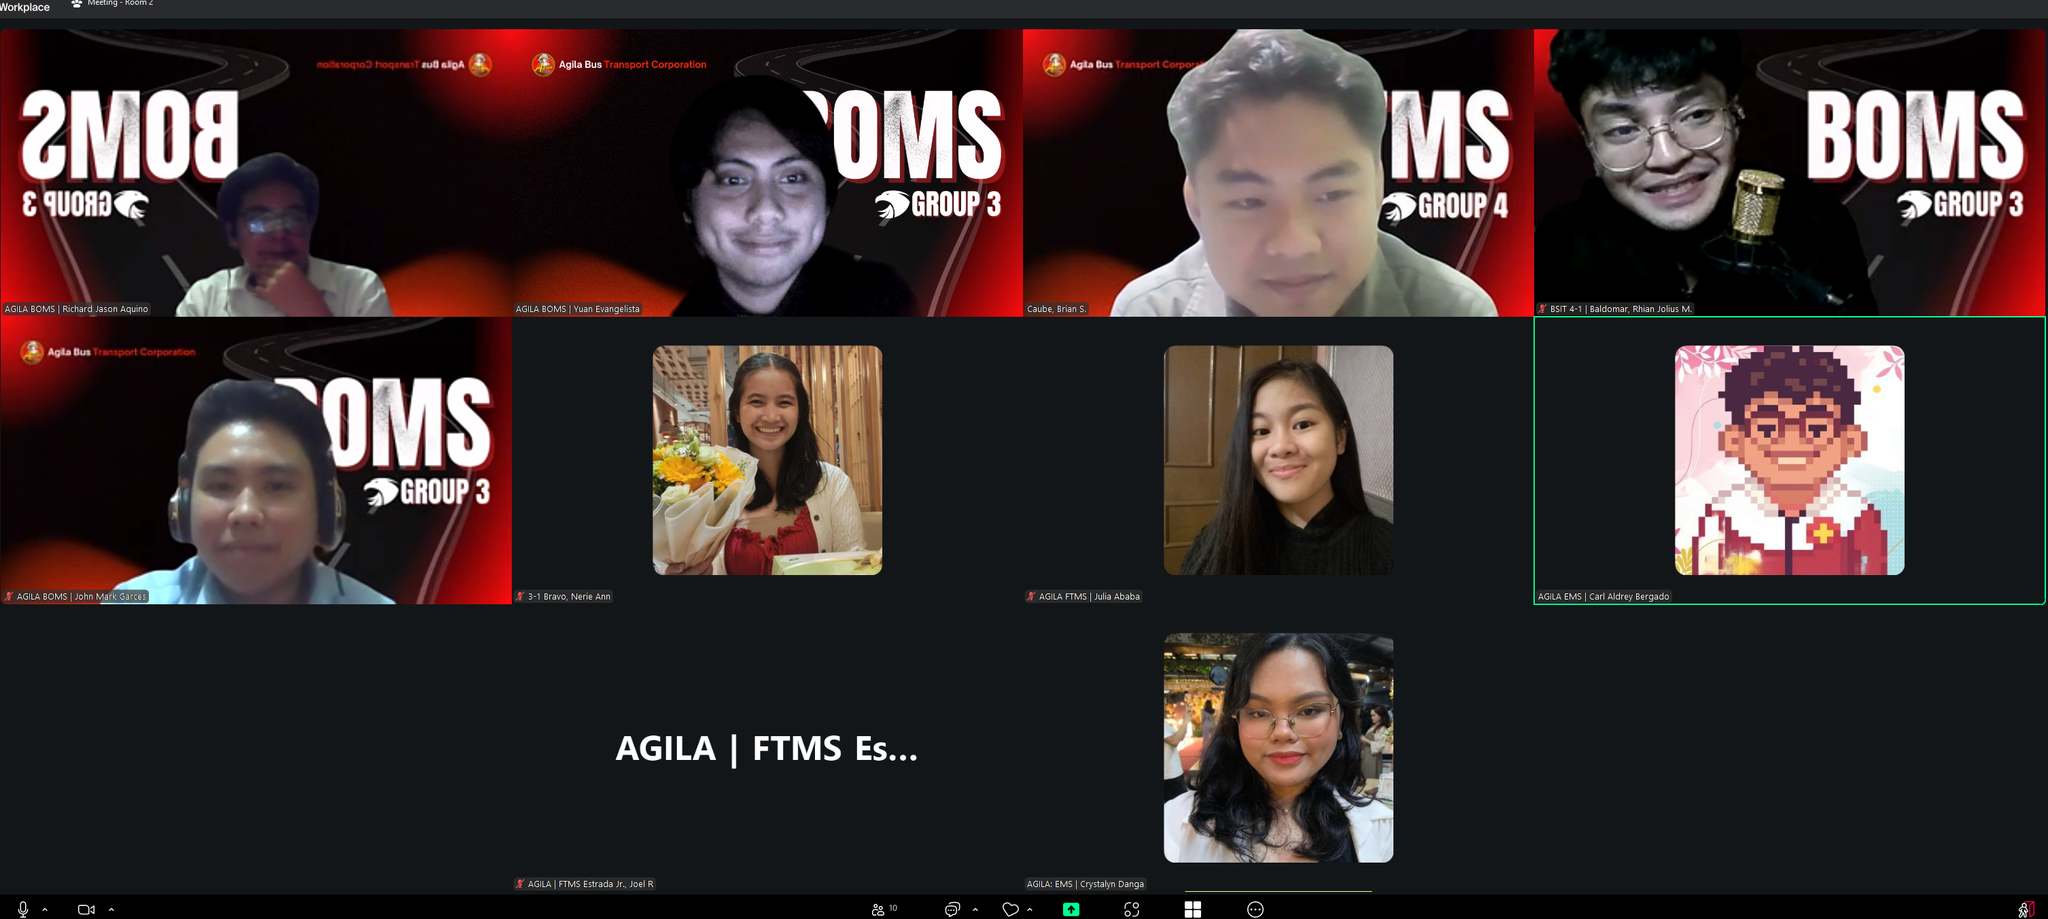 Workplace
Meeting - Room 2
Agila Bus Transport Corporation
BOMS
GROUP 3
AGILA BOMS | Richard Jason Aquino
Agila Bus Transport Corporation
BOMS
GROUP 3
AGILA BOMS | Yuan Evangelista
Agila Bus Transport Corpora
MS
GROUP 4
Caube, Brian S.
BOMS
GROUP 3
BSIT 4-1 | Baldomar, Rhian Jolius M.
Agila Bus Transport Corporation
BOMS
GROUP 3
AGILA BOMS | John Mark Garces
3-1 Bravo, Nerie Ann
AGILA FTMS | Julia Ababa
AGILA EMS | Carl Aldrey Bergado
AGILA | FTMS Es...
AGILA | FTMS Estrada Jr., Joel R
AGILA: EMS | Crystalyn Danga
10